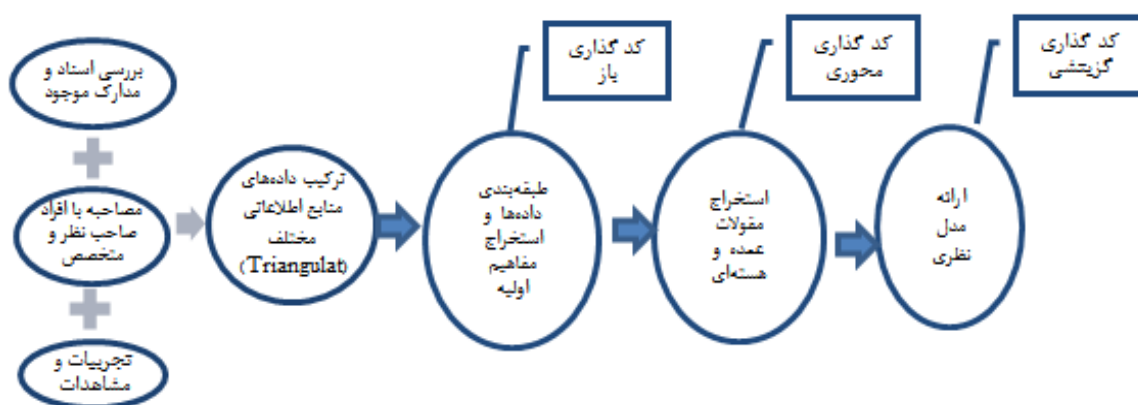 بررسی اسناد و
مدارک موجود
مصاحبه با افراد
صاحب نظر و
متخصص
تجربیات و
مشاهدات
ترکیب داده‌های
منابع اطلاعاتی
مختلف
(Triangulat)
کد گذاری
باز
طبقه‌بندی
داده‌ها و
استخراج
مفاهیم
اولیه
کد گذاری
محوری
استخراج
مقولات
عمده و
هسته‌ای
کد گذاری
گزینشی
ارائه
مدل
نظری